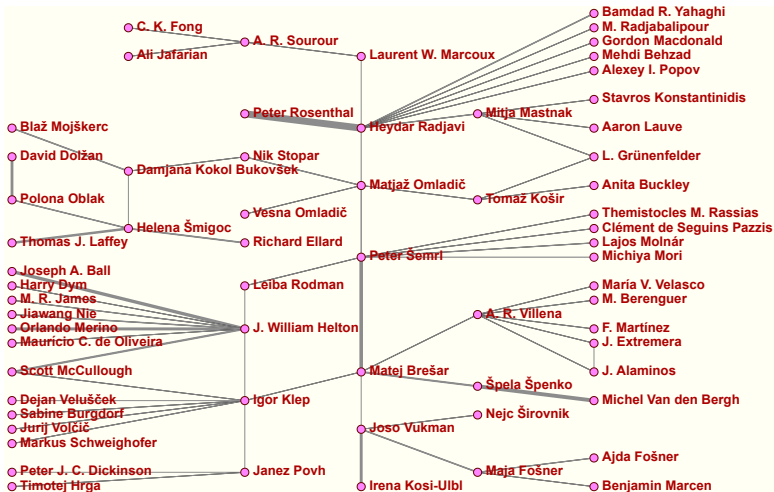 Bamdad R. Yahaghi
C. K. Fong
M. Radjabalipour
A. R. Sourour
Gordon Macdonald
Ali Jafarian
Laurent W. Marcoux
Mehdi Behzad
Alexey I. Popov
Stavros Konstantinidis
Peter Rosenthal
Mitja Mastnak
Blaž Mojškerc
Heydar Radjavi
Aaron Lauve
David Dolžan
Nik Stopar
L. Grünenfelder
Damjana Kokol Bukovšek
Matjaž Omladič
Anita Buckley
Polona Oblak
Tomaž Košir
Vesna Omladič
Themistocles M. Rassias
Helena Šmigoc
Clément de Seguins Pazzis
Thomas J. Laffey
Richard Ellard
Lajos Molnár
Peter Šemrl
Michiya Mori
Joseph A. Ball
Harry Dym
Leiba Rodman
María V. Velasco
M. R. James
M. Berenguer
Jiawang Nie
A. R. Villena
Orlando Merino
J. William Helton
F. Martínez
Maurício C. de Oliveira
J. Extremera
Scott McCullough
Matej Brešar
J. Alaminos
Špela Špenko
Dejan Velušček
Igor Klep
Michel Van den Bergh
Sabine Burgdorf
Nejc Širovnik
Jurij Volčič
Joso Vukman
Markus Schweighofer
Ajda Fošner
Peter J. C. Dickinson
Janez Povh
Maja Fošner
Timotej Hrga
Irena Kosi-Ulbl
Benjamin Marcen